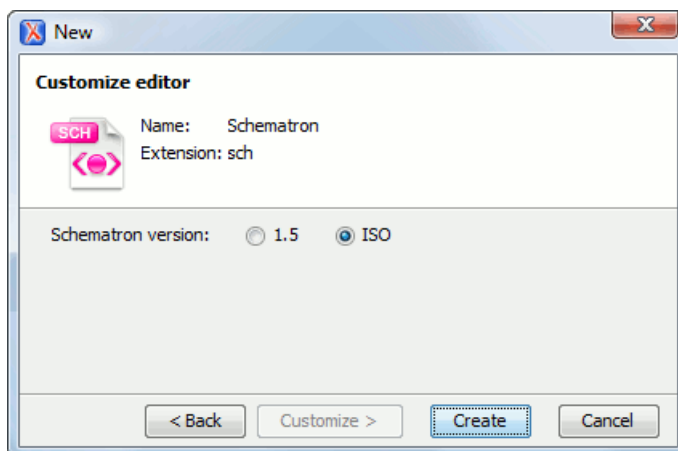 New
Customize editor
SCH
Name: Schematron
Extension: sch
Schematron version: 1.5 ISO
< Back Customize > Create Cancel